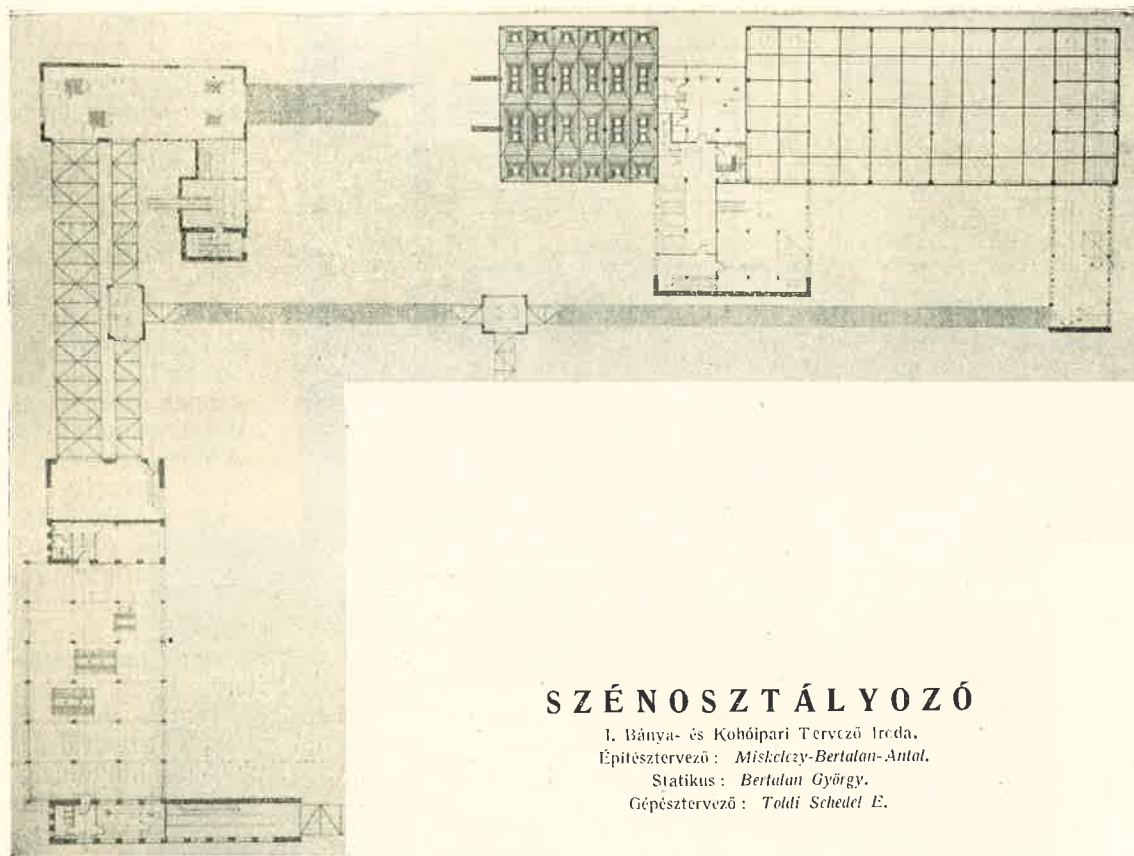 SZÉNOSZTÁLYOZÓ
I. Bánya- és Kohóipari Tervező Iroda.
Építésztervező : Miskolczy-Bertalan-Antal.
Statikus : Bertalan György.
Gépésztervező : Toldi Schedel E.